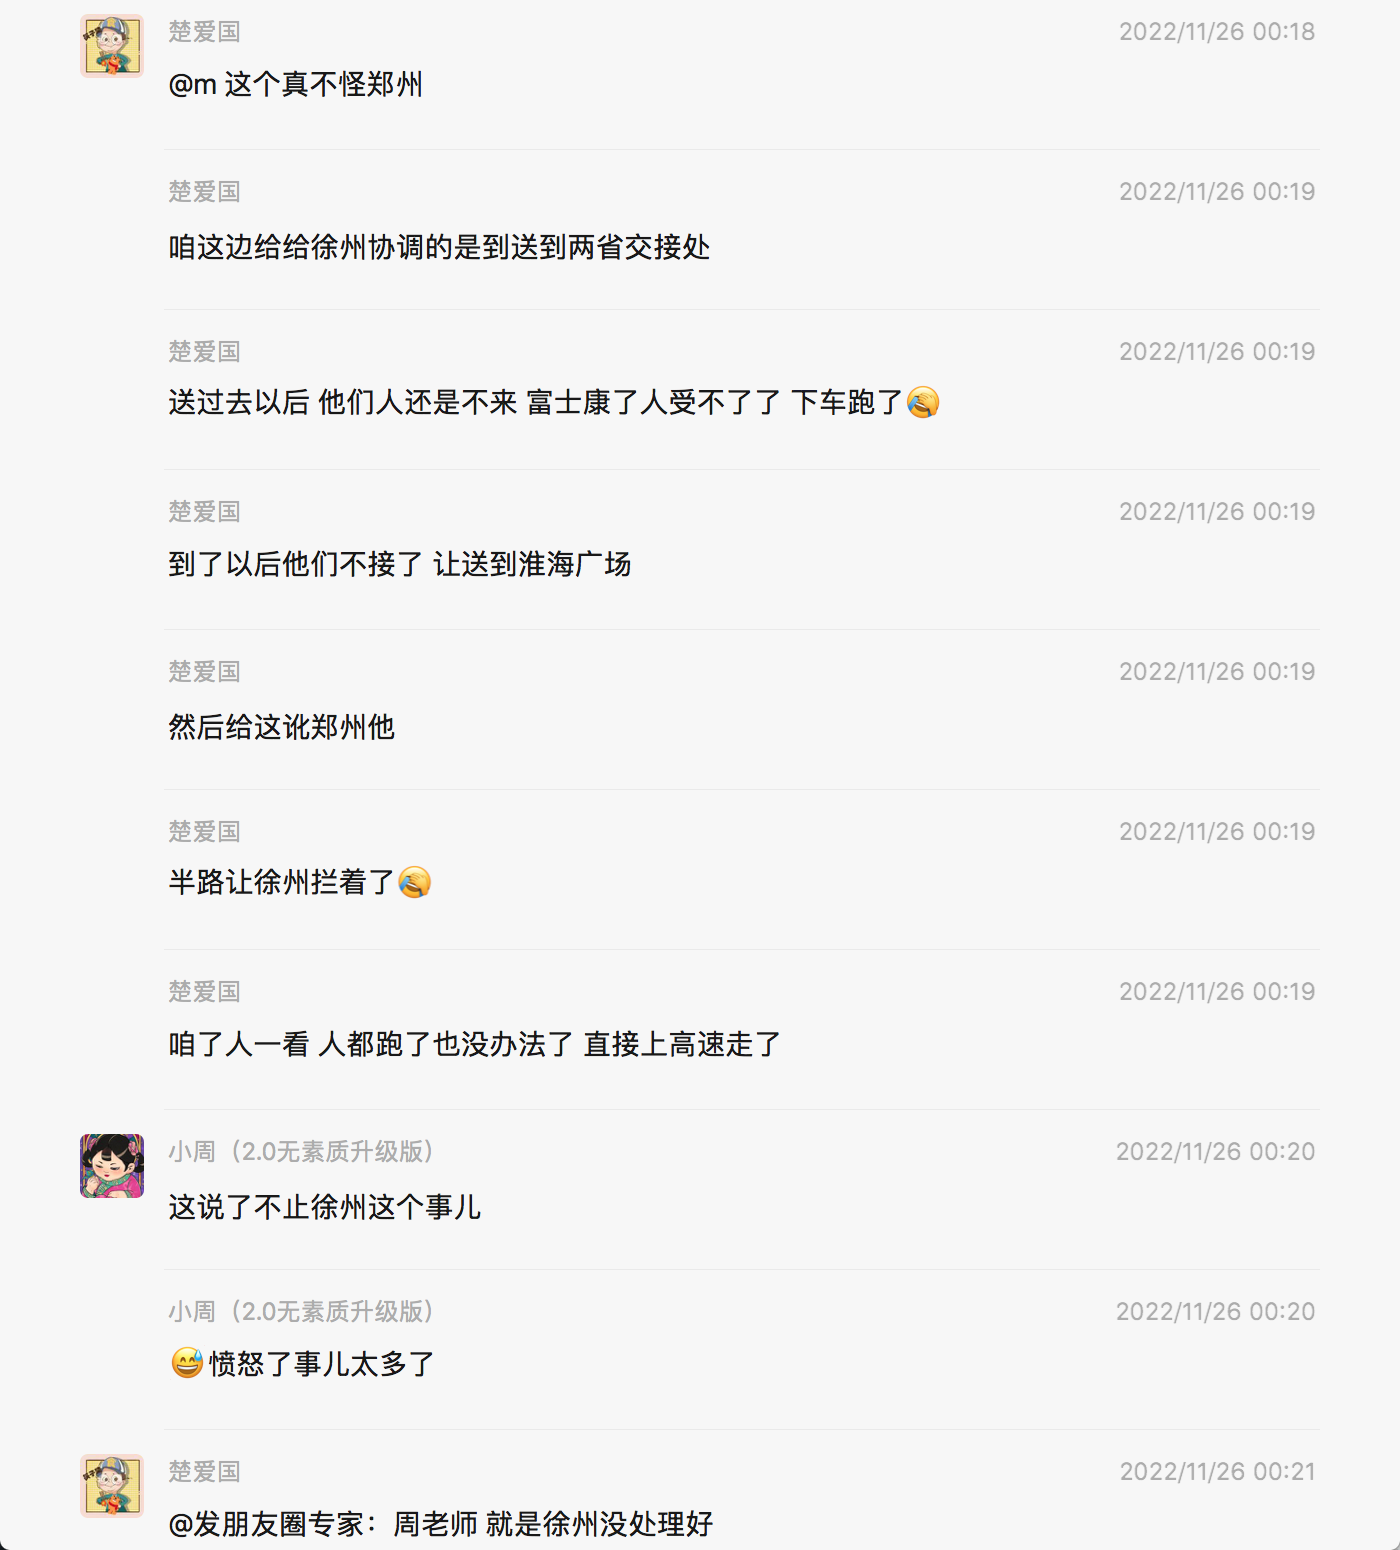 楚爱国 2022/11/26 00:18
@m 这个真不怪郑州
楚爱国 2022/11/26 00:19
咱这边给给徐州协调的是到送到两省交接处
楚爱国 2022/11/26 00:19
送过去以后 他们人还是不来 富士康了人受不了了 下车跑了🤣
楚爱国 2022/11/26 00:19
到了以后他们不接了 让送到淮海广场
楚爱国 2022/11/26 00:19
然后给这讹郑州他
楚爱国 2022/11/26 00:19
半路让徐州拦着了🤣
楚爱国 2022/11/26 00:19
咱了人一看 人都跑了也没办法了 直接上高速走了
小周（2.0无素质升级版） 2022/11/26 00:20
这说了不止徐州这个事儿
小周（2.0无素质升级版） 2022/11/26 00:20
😅愤怒了事儿太多了
楚爱国 2022/11/26 00:21
@发朋友圈专家：周老师 就是徐州没处理好